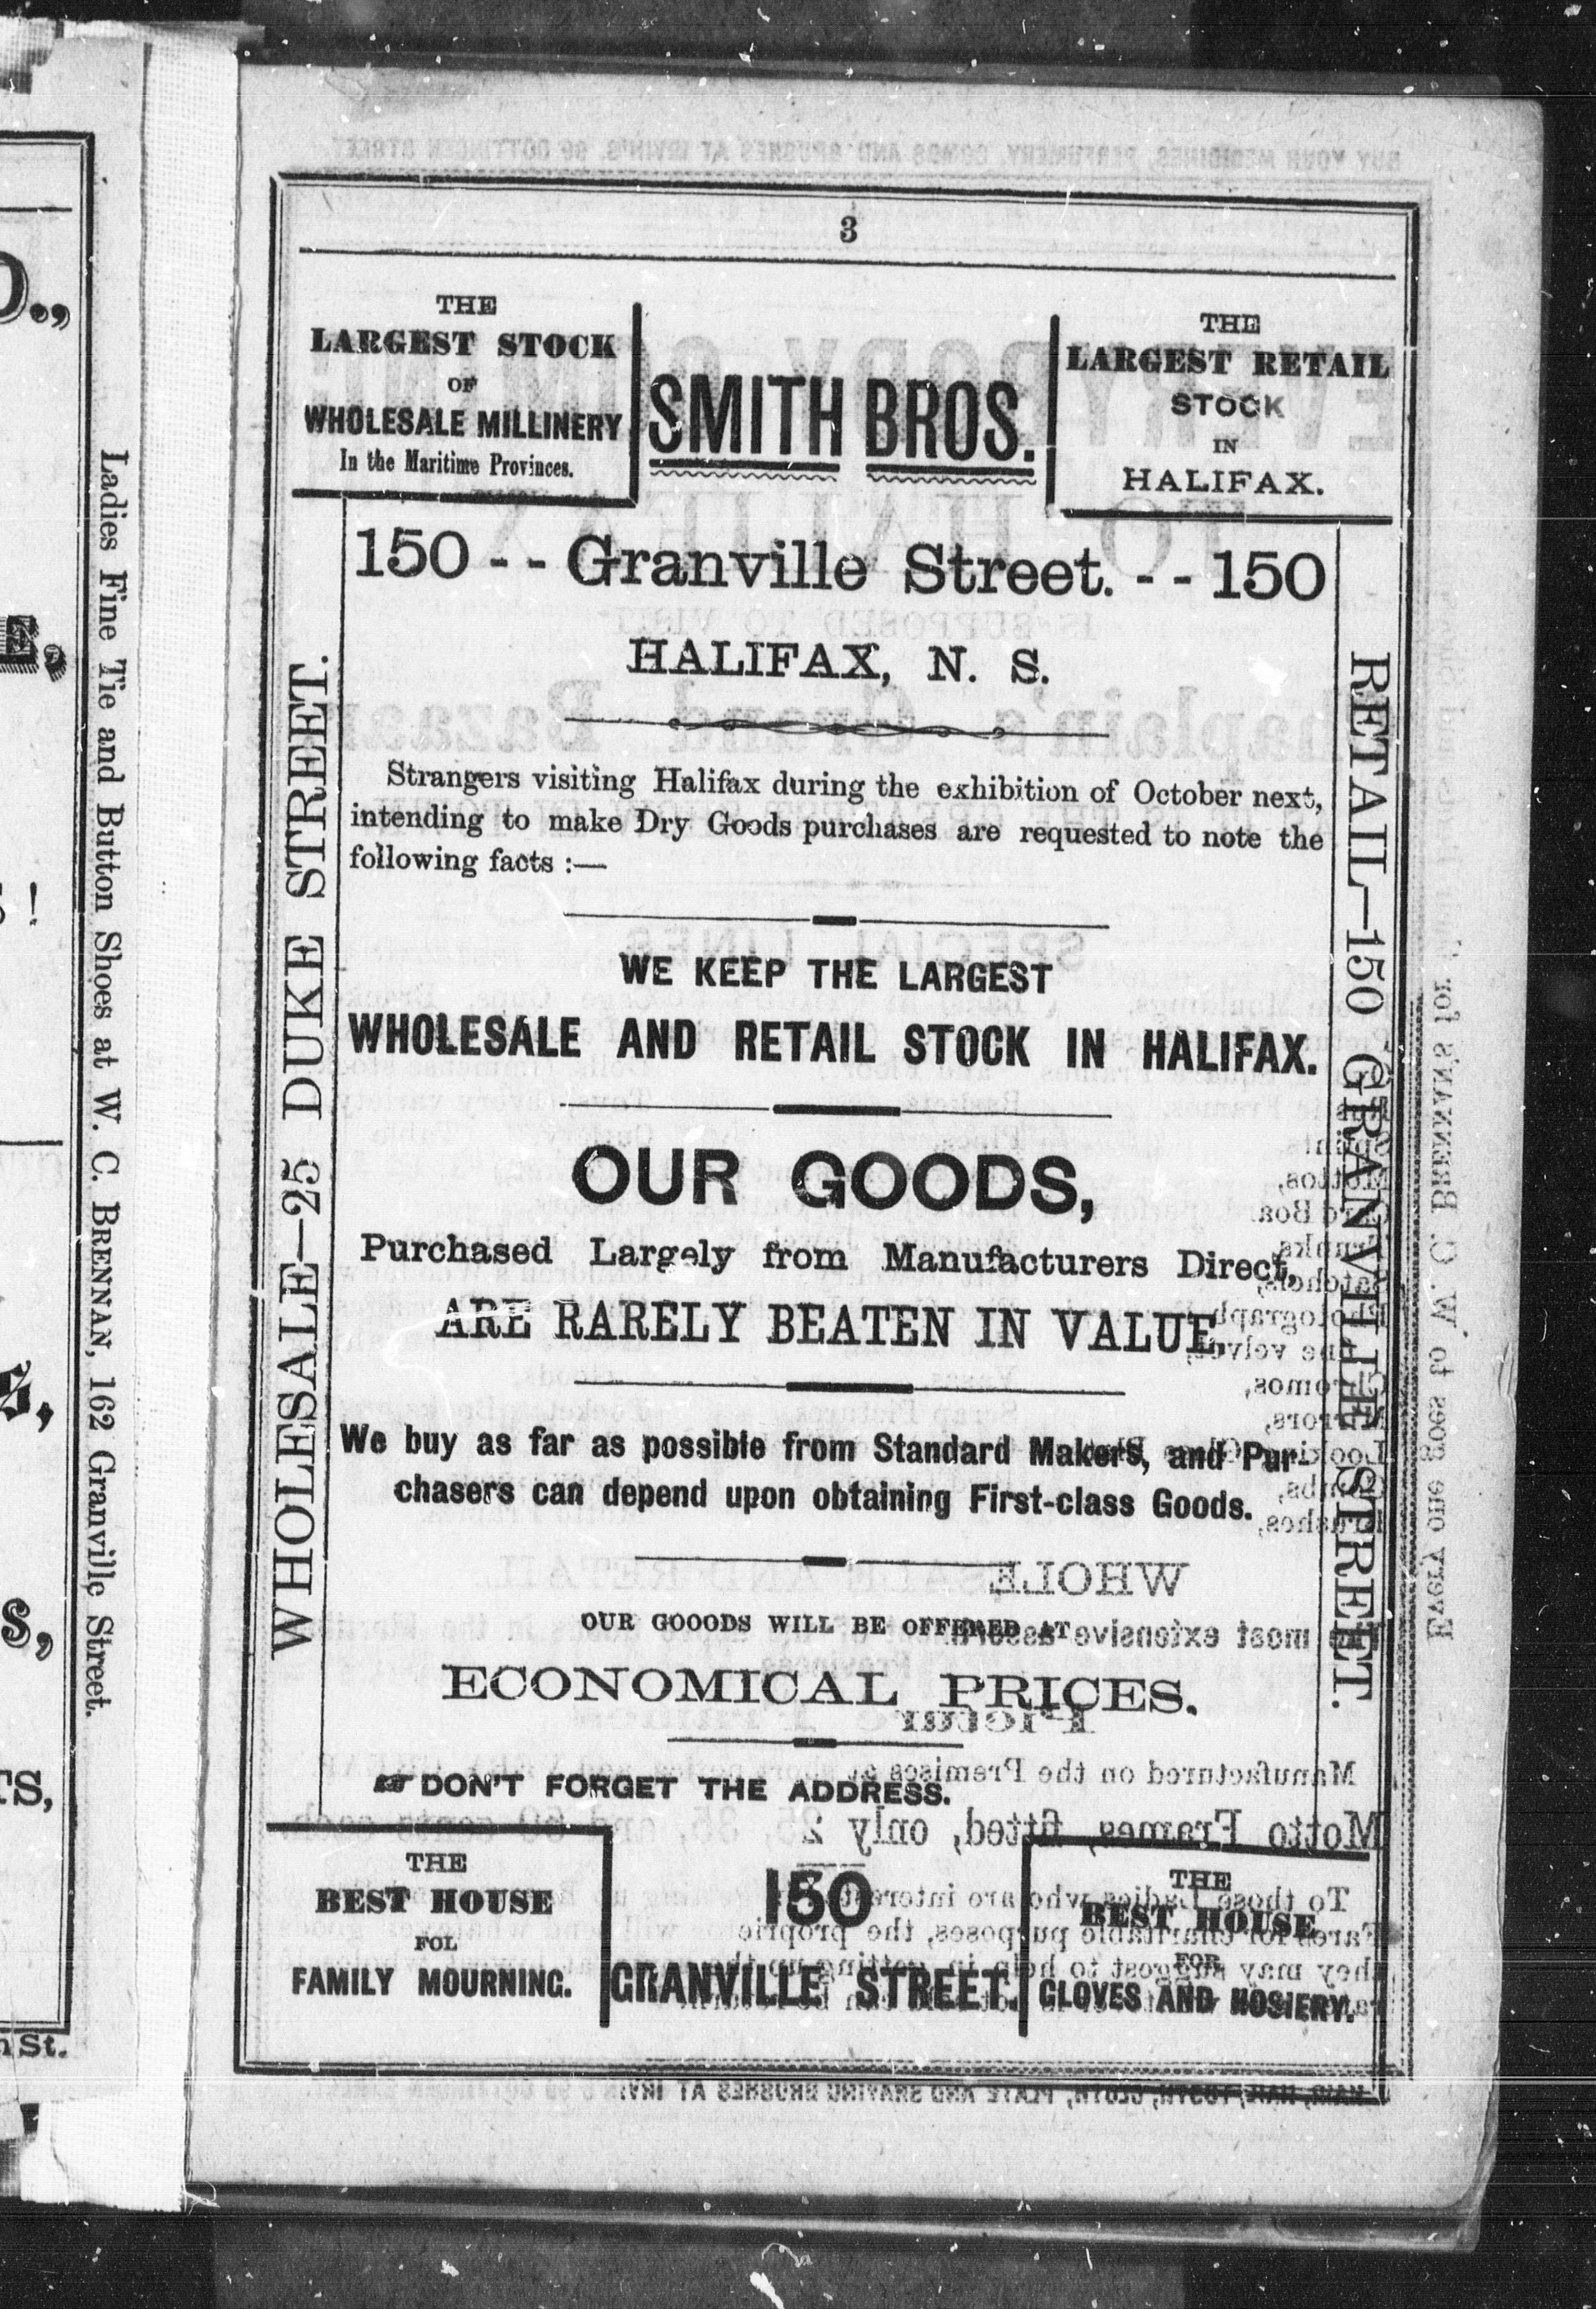 3
THE
LARGEST STOCK
OF
WHOLESALE MILLINERY
In the Maritime Provinces.
SMITH BROS.
THE
LARGEST RETAIL
STOCK
IN
HALIFAX.
150 - - Granville Street. - - 150
HALIFAX, N. S.
Strangers visiting Halifax during the exhibition of October next,
intending to make Dry Goods purchases are requested to note the
following facts :—
WE KEEP THE LARGEST
WHOLESALE AND RETAIL STOCK IN HALIFAX.
OUR GOODS,
Purchased Largely from Manufacturers Direct,
ARE RARELY BEATEN IN VALUE.
We buy as far as possible from Standard Makers, and Pur-
chasers can depend upon obtaining First-class Goods.
OUR GOOODS WILL BE OFFERED AT
ECONOMICAL PRICES.
☞ DON'T FORGET THE ADDRESS.
THE
BEST HOUSE
FOL
FAMILY MOURNING.
150
GRANVILLE STREET.
THE
BEST HOUSE
FOR
GLOVES AND HOSIERY.
WHOLESALE—25 DUKE STREET.
RETAIL—150 GRANVILLE STREET.
Ladies Fine Tie and Button Shoes at W. C. BRENNAN, 162 Granville Street.